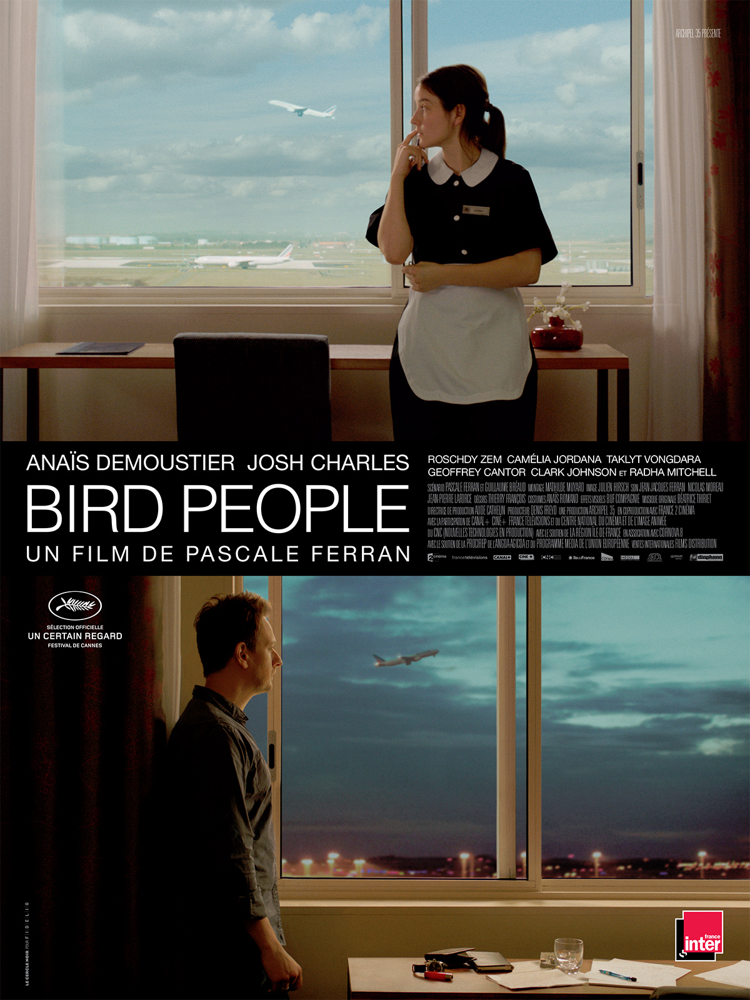 ARCHIPEL 35 PRÉSENTE
ANAÏS DEMOUSTIER JOSH CHARLES
BIRD PEOPLE
UN FILM DE PASCALE FERRAN
ROSCHDY ZEM CAMÉLIA JORDANA TAKLYT VONGDARA
GEOFFREY CANTOR CLARK JOHNSON ET RADHA MITCHELL
SCÉNARIO PASCALE FERRAN ET GUILLAUME BRÉAUD MONTAGE MATHILDE MUYARD IMAGE JULIEN HIRSCH SON JEAN-JACQUES FERRAN NICOLAS MOREAU
JEAN-PIERRE LAFORCE DÉCORS THIERRY FRANÇOIS COSTUMES ANAÏS ROMAND EFFETS VISUELS BUF COMPAGNIE MUSIQUE ORIGINALE BÉATRICE THIRIET
DIRECTRICE DE PRODUCTION AUDE CATHELIN PRODUCTEUR DENIS FREYD UNE PRODUCTION ARCHIPEL 35 EN COPRODUCTION AVEC FRANCE 2 CINÉMA
AVEC LA PARTICIPATION DE CANAL+ CINÉ+ FRANCE TÉLÉVISIONS ET DU CENTRE NATIONAL DU CINÉMA ET DE L'IMAGE ANIMÉE
DU CNC (NOUVELLES TECHNOLOGIES EN PRODUCTION) AVEC LE SOUTIEN DE LA RÉGION ÎLE-DE-FRANCE EN ASSOCIATION AVEC COFINOVA 8
AVEC LE SOUTIEN DE LA PROCIREP ET DE L'ANGOA-AGICOA ET DU PROGRAMME MEDIA DE L'UNION EUROPÉENNE VENTES INTERNATIONALES FILMS DISTRIBUTION
2 cinéma francetélévisions CANAL+ CINE+ CNC île de France MEDIA DOLBY diaphana
SÉLECTION OFFICIELLE
UN CERTAIN REGARD
FESTIVAL DE CANNES
LE CERCLE NOIR POUR FIDELIO
france
inter